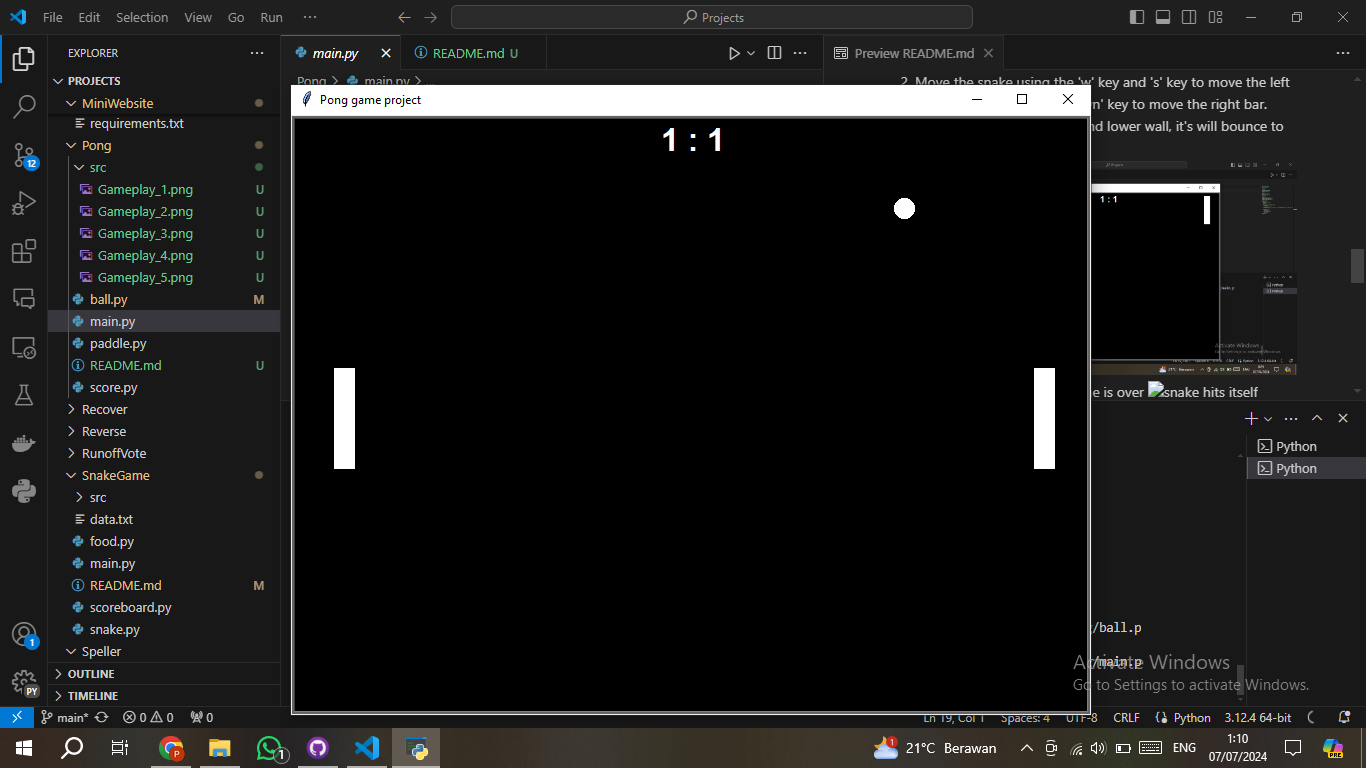 File Edit Selection View Go Run ··· Projects
EXPLORER ···
main.py
README.md U
Preview README.md
PROJECTS
Pong > main.py >
MiniWebsite
requirements.txt
Pong
src
Gameplay_1.png U
Gameplay_2.png U
Gameplay_3.png U
Gameplay_4.png U
Gameplay_5.png U
ball.py M
main.py
paddle.py
README.md U
score.py
Recover
Reverse
RunoffVote
SnakeGame
src
data.txt
food.py
main.py
README.md M
scoreboard.py
snake.py
Speller
OUTLINE
TIMELINE
12
1
PY
Pong game project
1 : 1
2. Move the snake using the 'w' key and 's' key to move the left
n' key to move the right bar.
nd lower wall, it's will bounce to
1 : 1
e is over snake hits itself
Python
Python
/ball.p
/main.p
Activate Windows
Go to Settings to activate Windows.
main* 0 0 0
Ln 19, Col 1 Spaces: 4 UTF-8 CRLF Python 3.12.4 64-bit
P 1 PRE
1 21°C Berawan ENG
1:10
07/07/2024